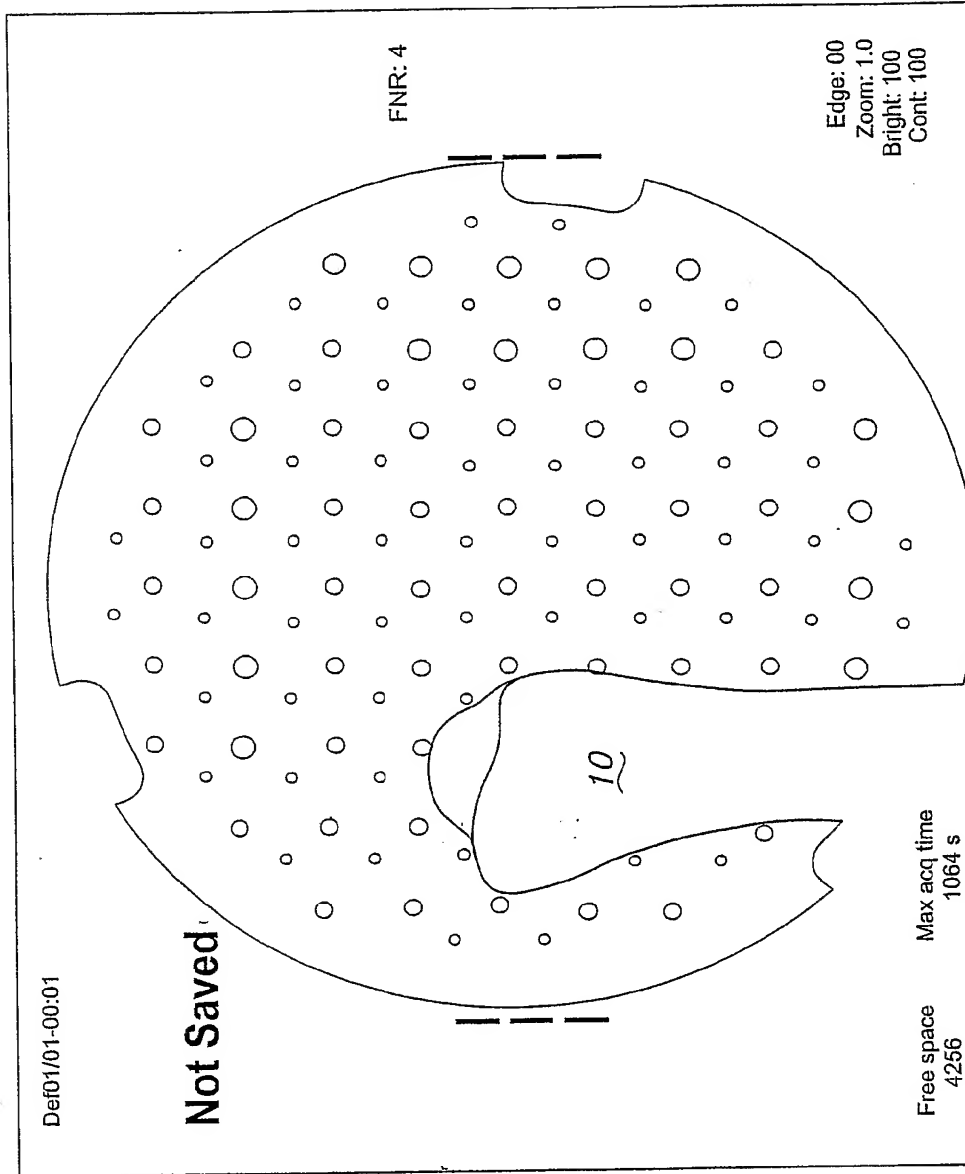 Def01/01-00:01
Not Saved
FNR: 4
10
Free space
4256
Max acq time
1064 s
Edge: 00
Zoom: 1.0
Bright: 100
Cont: 100